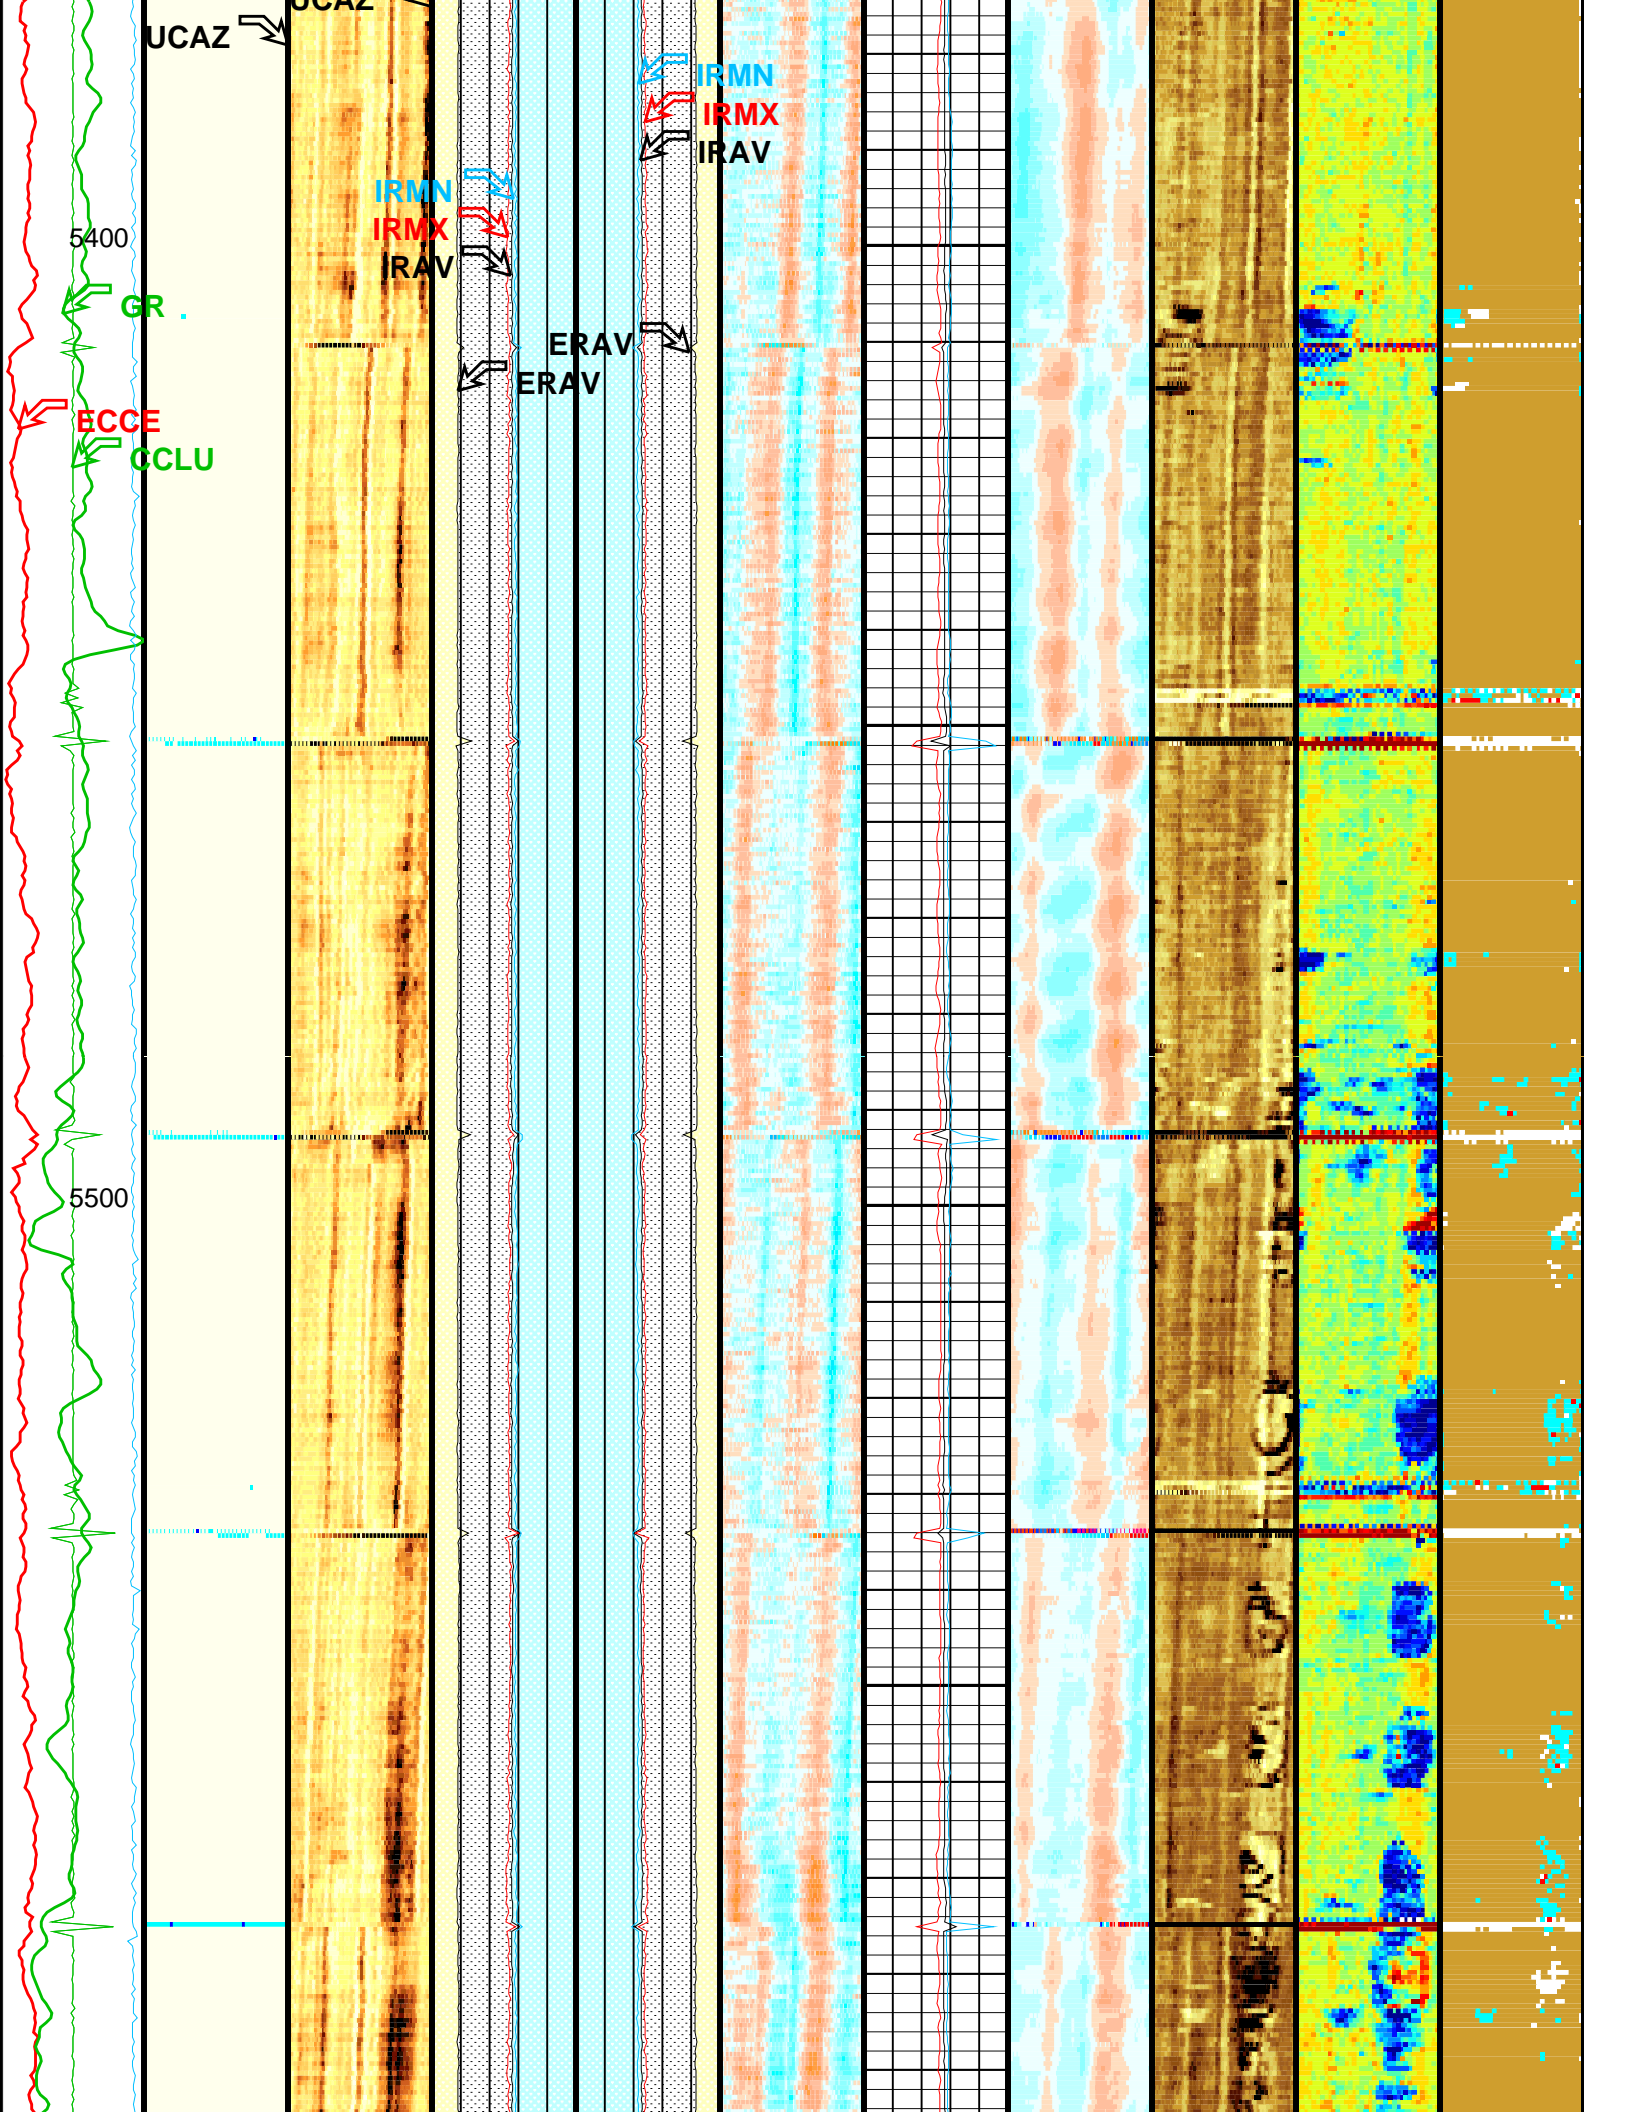 UCAZ
UCAZ
IRMN
IRMX
IRAV
IRMN
IRMX
IRAV
5400
GR
ERAV
ERAV
ECCE
CCLU
5500